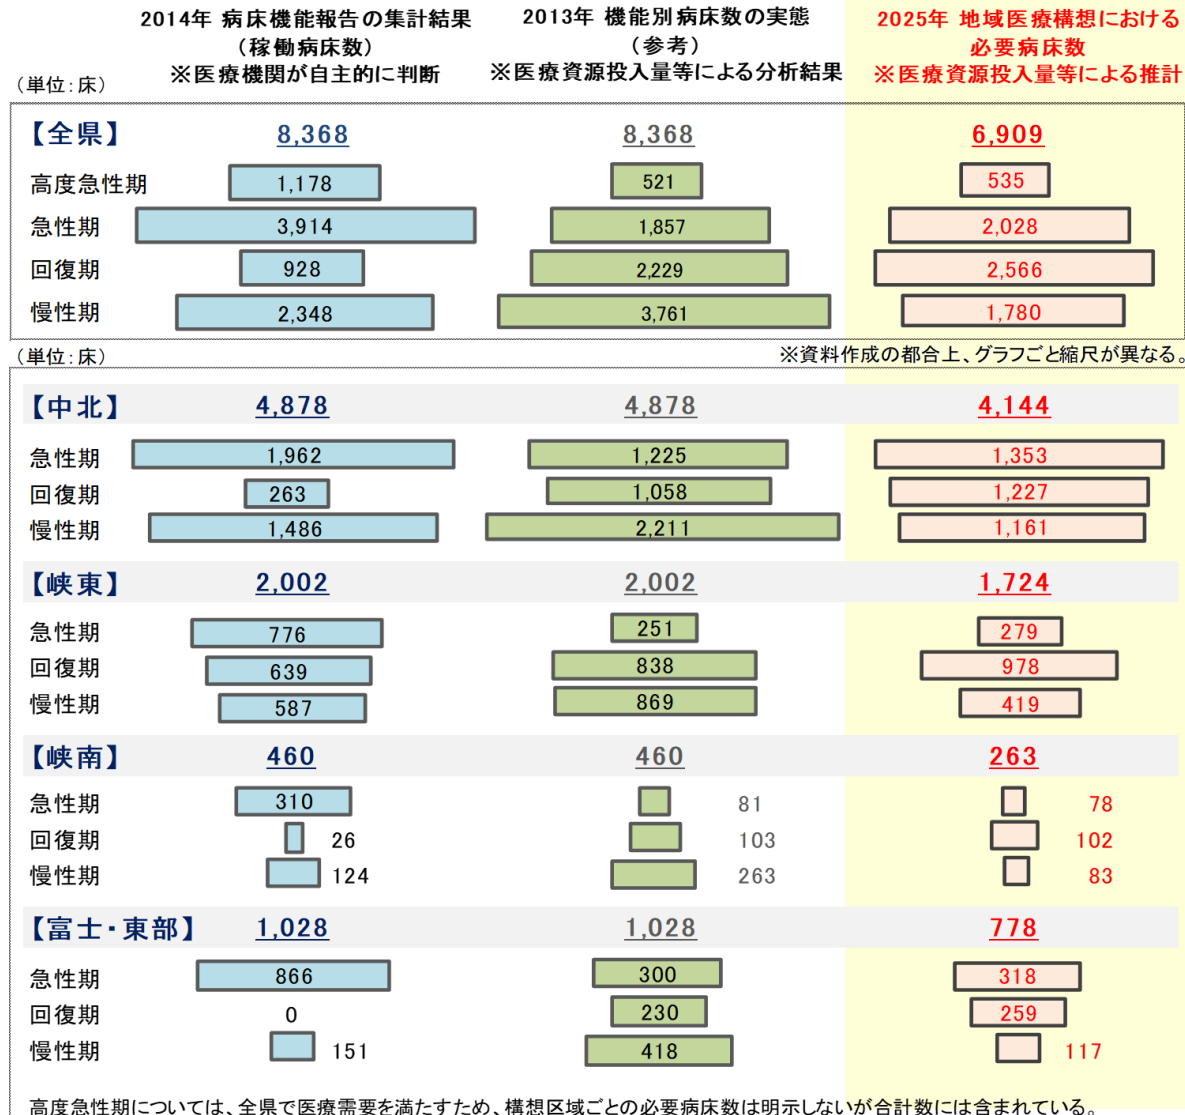 2014年 病床機能報告の集計結果
（稼働病床数）
※医療機関が自主的に判断
2013年 機能別病床数の実態
（参考）
※医療資源投入量等による分析結果
2025年 地域医療構想における
必要病床数
※医療資源投入量等による推計
（単位：床）
【全県】 8,368 8,368 6,909
高度急性期 1,178 521 535
急性期 3,914 1,857 2,028
回復期 928 2,229 2,566
慢性期 2,348 3,761 1,780
（単位：床） ※資料作成の都合上、グラフごと縮尺が異なる。
【中北】 4,878 4,878 4,144
急性期 1,962 1,225 1,353
回復期 263 1,058 1,227
慢性期 1,486 2,211 1,161
【峡東】 2,002 2,002 1,724
急性期 776 251 279
回復期 639 838 978
慢性期 587 869 419
【峡南】 460 460 263
急性期 310 81 78
回復期 26 103 102
慢性期 124 263 83
【富士・東部】 1,028 1,028 778
急性期 866 300 318
回復期 0 230 259
慢性期 151 418 117
高度急性期については、全県で医療需要を満たすため、構想区域ごとの必要病床数は明示しないが合計数には含まれている。